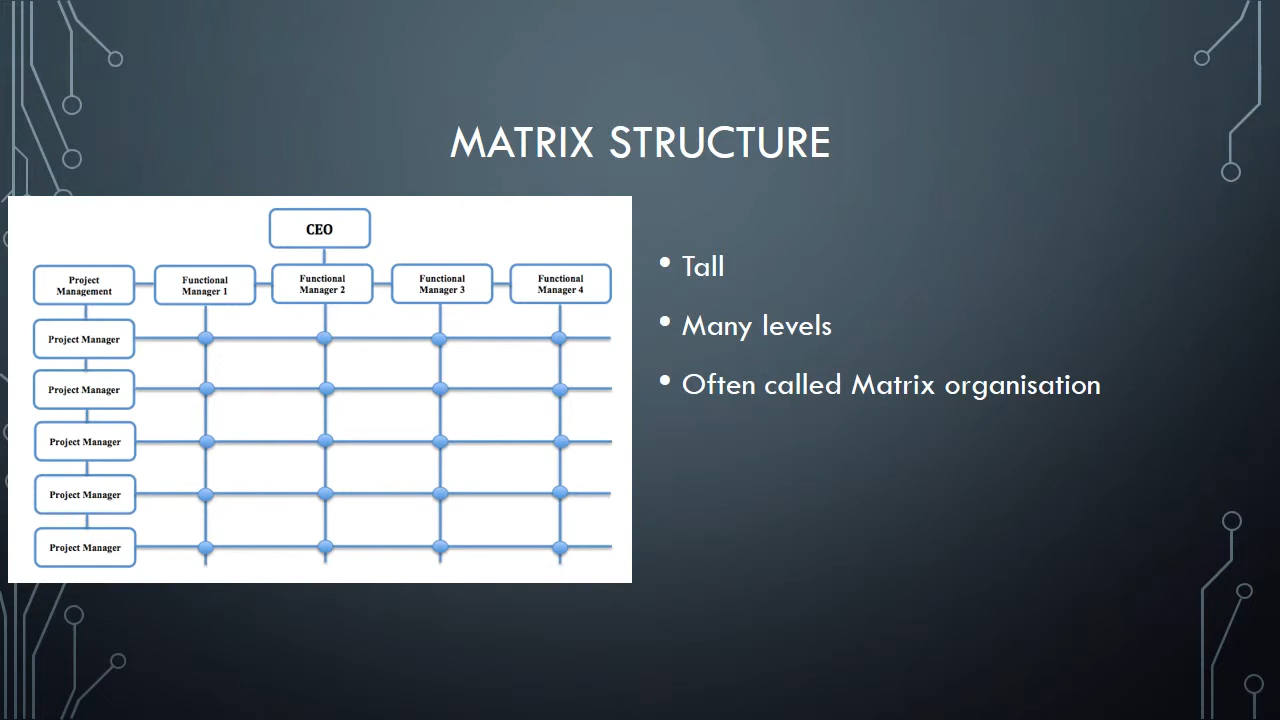 MATRIX STRUCTURE
CEO
Project
Management
Functional
Manager 1
Functional
Manager 2
Functional
Manager 3
Functional
Manager 4
Project Manager
Project Manager
Project Manager
Project Manager
Project Manager
• Tall
• Many levels
• Often called Matrix organisation